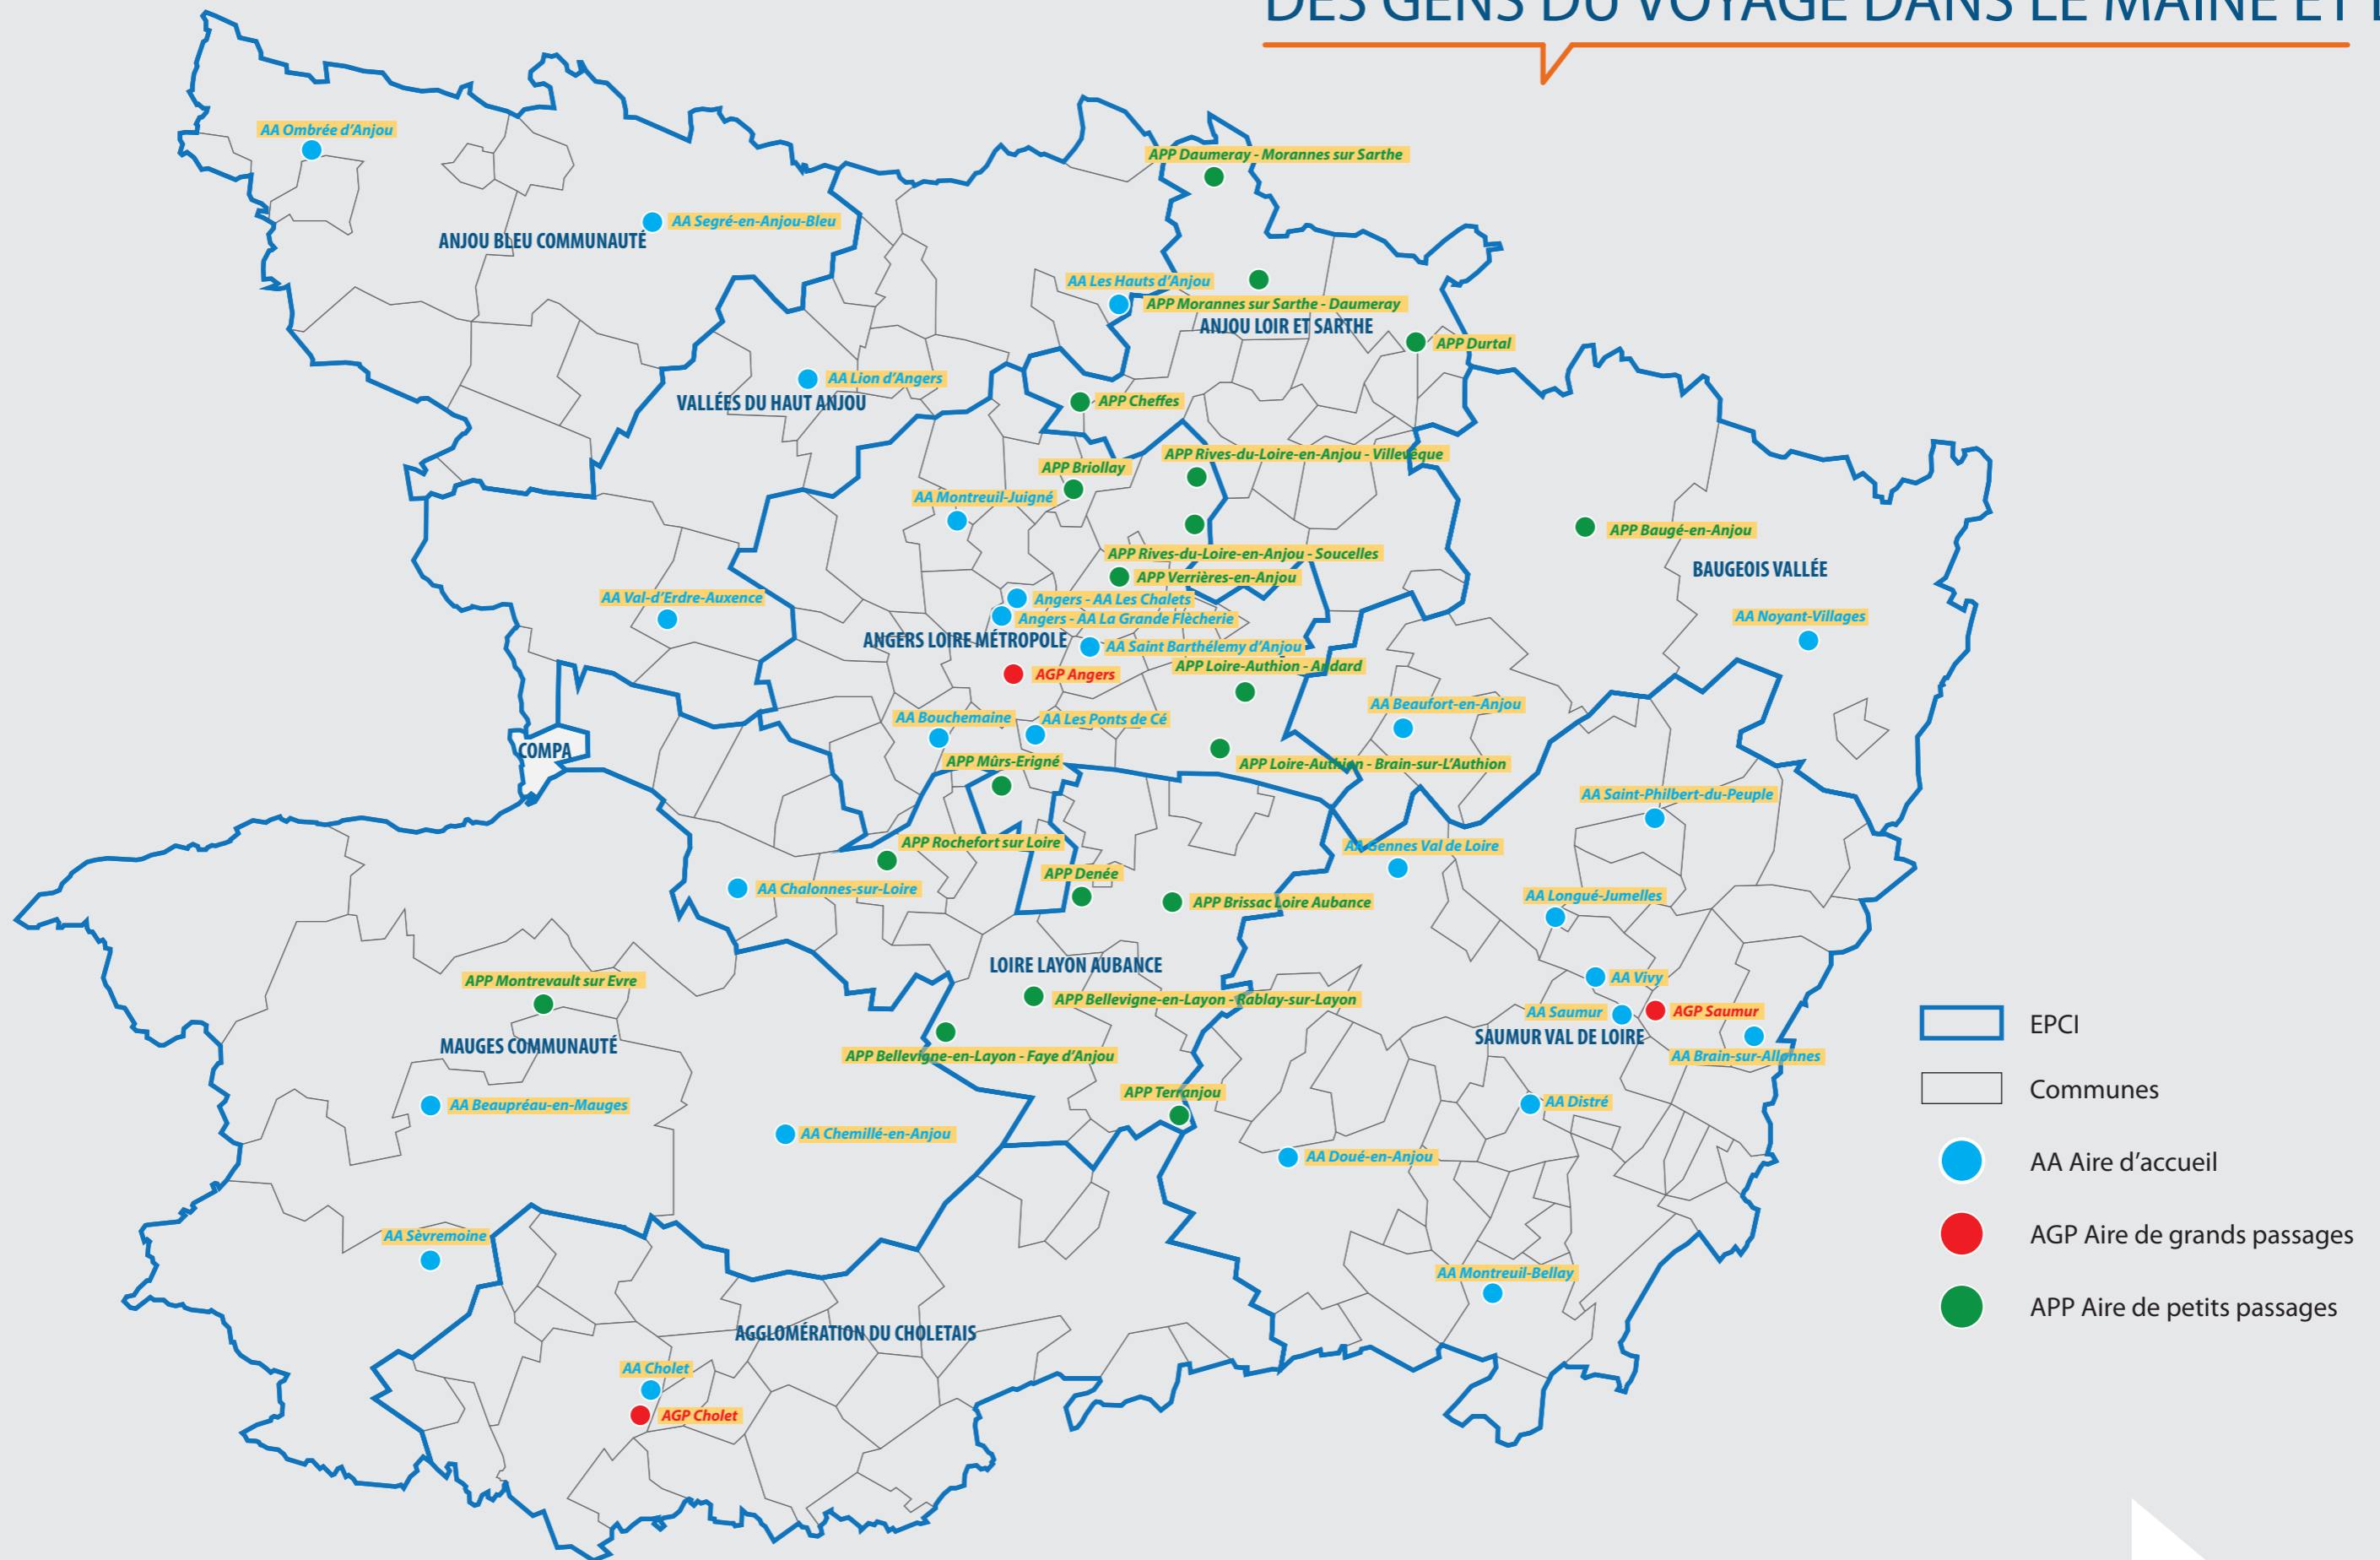 DES GENS DU VOYAGE DANS LE MAINE ET
AA Ombrée d'Anjou
APP Daumeray - Morannes sur Sarthe
AA Segré-en-Anjou-Bleu
ANJOU BLEU COMMUNAUTÉ
AA Les Hauts d'Anjou
APP Morannes sur Sarthe - Daumeray
ANJOU LOIR ET SARTHE
APP Durtal
AA Lion d'Angers
VALLÉES DU HAUT ANJOU
APP Cheffes
APP Rives-du-Loire-en-Anjou - Villevêque
APP Briollay
AA Montreuil-Juigné
APP Baugé-en-Anjou
APP Rives-du-Loire-en-Anjou - Soucelles
BAUGEOIS VALLÉE
APP Verrières-en-Anjou
AA Val-d'Erdre-Auxence
Angers - AA Les Chalets
Angers - AA La Grande Flècherie
AA Noyant-Villages
ANGERS LOIRE MÉTROPOLE
AA Saint Barthélemy d'Anjou
APP Loire-Authion - Andard
AGP Angers
AA Beaufort-en-Anjou
AA Bouchemaine
AA Les Ponts de Cé
COMPA
APP Mûrs-Erigné
APP Loire-Authion - Brain-sur-L'Authion
AA Saint-Philbert-du-Peuple
APP Rochefort sur Loire
AA Gennes Val de Loire
APP Denée
AA Chalonnes-sur-Loire
AA Longué-Jumelles
APP Brissac Loire Aubance
LOIRE LAYON AUBANCE
APP Montrevault sur Evre
AA Vivy
APP Bellevigne-en-Layon - Rablay-sur-Layon
AA Saumur
AGP Saumur
EPCI
SAUMUR VAL DE LOIRE
MAUGES COMMUNAUTÉ
APP Bellevigne-en-Layon - Faye d'Anjou
AA Brain-sur-Allonnes
Communes
APP Terranjou
AA Distré
AA Beaupréau-en-Mauges
AA Chemillé-en-Anjou
AA Doué-en-Anjou
AA Aire d'accueil
AA Sèvremoine
AGP Aire de grands passages
AA Montreuil-Bellay
APP Aire de petits passages
AGGLOMÉRATION DU CHOLETAIS
AA Cholet
AGP Cholet